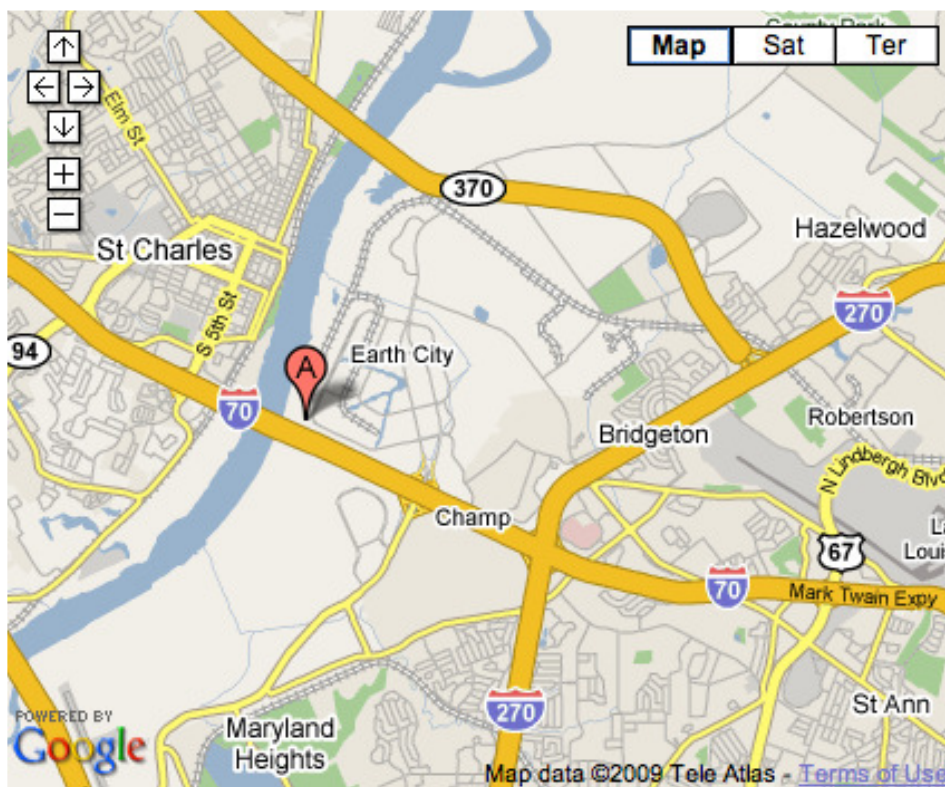 County Park
Map
Sat
Ter
Elm St
370
Hazelwood
St Charles
270
S 5th St
94
A
Earth City
70
Robertson
Bridgeton
N Lindbergh Blvd
Champ
67
70
Mark Twain Expy
270
St Ann
Maryland
Heights
POWERED BY
Google
Map data ©2009 Tele Atlas - Terms of Use